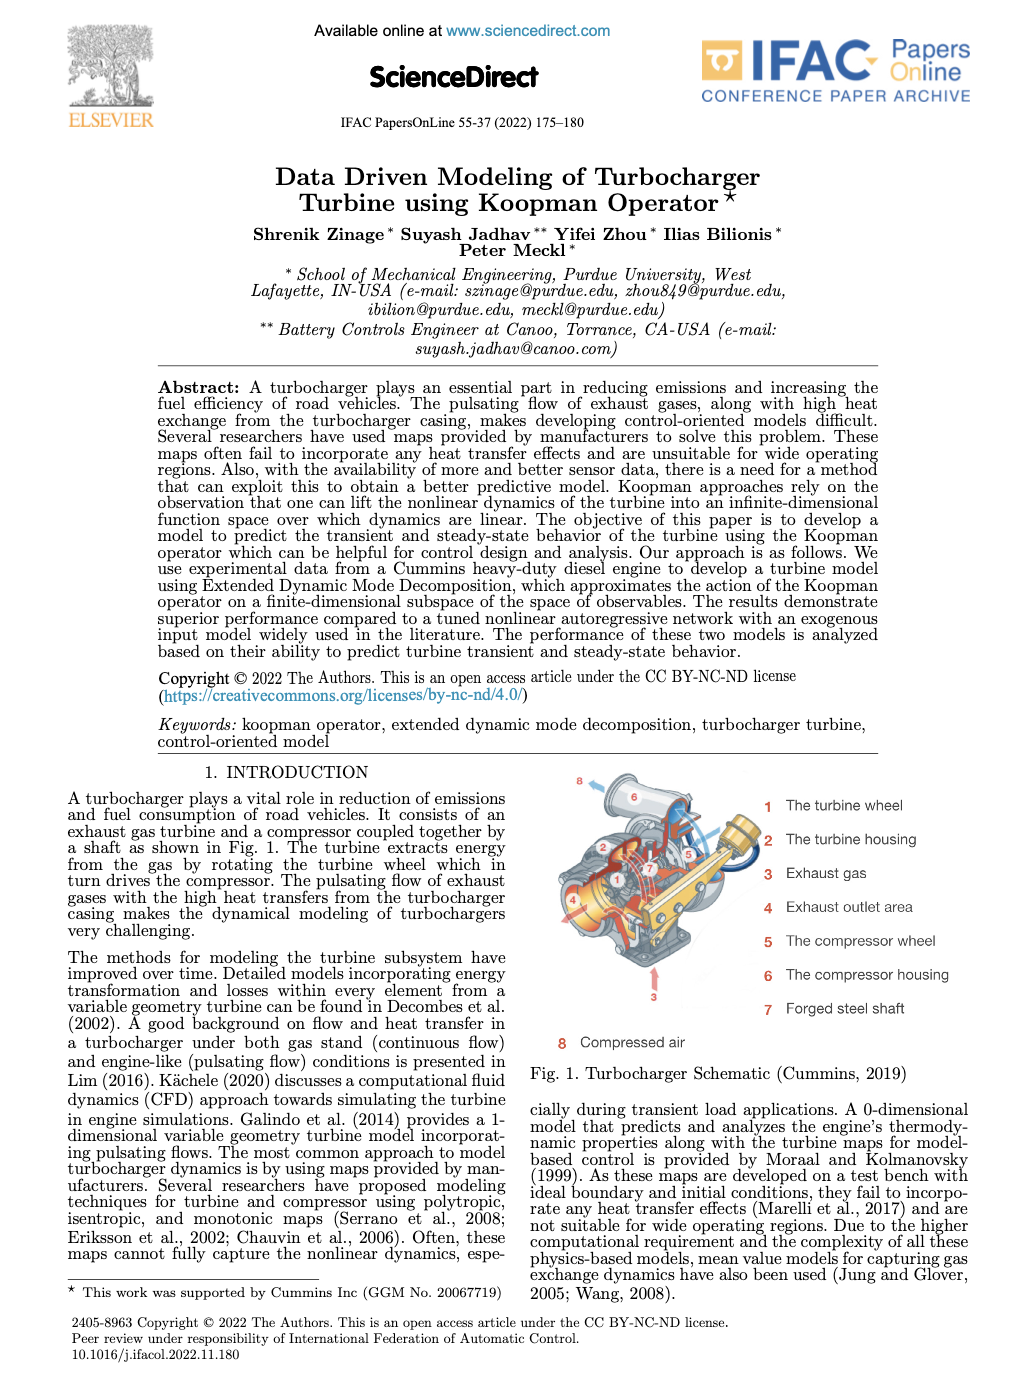 Available online at www.sciencedirect.com
ScienceDirect
ELSEVIER
IFAC PapersOnLine
CONFERENCE PAPER ARCHIVE
IFAC PapersOnLine 55-37 (2022) 175–180
Data Driven Modeling of Turbocharger
Turbine using Koopman Operator ⋆
Shrenik Zinage * Suyash Jadhav ** Yifei Zhou * Ilias Bilionis *
Peter Meckl *
* School of Mechanical Engineering, Purdue University, West
Lafayette, IN-USA (e-mail: szinage@purdue.edu, zhou849@purdue.edu,
ibilion@purdue.edu, meckl@purdue.edu)
** Battery Controls Engineer at Canoo, Torrance, CA-USA (e-mail:
suyash.jadhav@canoo.com)
Abstract: A turbocharger plays an essential part in reducing emissions and increasing the
fuel efficiency of road vehicles. The pulsating flow of exhaust gases, along with high heat
exchange from the turbocharger casing, makes developing control-oriented models difficult.
Several researchers have used maps provided by manufacturers to solve this problem. These
maps often fail to incorporate any heat transfer effects and are unsuitable for wide operating
regions. Also, with the availability of more and better sensor data, there is a need for a method
that can exploit this to obtain a better predictive model. Koopman approaches rely on the
observation that one can lift the nonlinear dynamics of the turbine into an infinite-dimensional
function space over which dynamics are linear. The objective of this paper is to develop a
model to predict the transient and steady-state behavior of the turbine using the Koopman
operator which can be helpful for control design and analysis. Our approach is as follows. We
use experimental data from a Cummins heavy-duty diesel engine to develop a turbine model
using Extended Dynamic Mode Decomposition, which approximates the action of the Koopman
operator on a finite-dimensional subspace of the space of observables. The results demonstrate
superior performance compared to a tuned nonlinear autoregressive network with an exogenous
input model widely used in the literature. The performance of these two models is analyzed
based on their ability to predict turbine transient and steady-state behavior.
Copyright © 2022 The Authors. This is an open access article under the CC BY-NC-ND license
(https://creativecommons.org/licenses/by-nc-nd/4.0/)
Keywords: koopman operator, extended dynamic mode decomposition, turbocharger turbine,
control-oriented model
1. INTRODUCTION
A turbocharger plays a vital role in reduction of emissions
and fuel consumption of road vehicles. It consists of an
exhaust gas turbine and a compressor coupled together by
a shaft as shown in Fig. 1. The turbine extracts energy
from the gas by rotating the turbine wheel which in
turn drives the compressor. The pulsating flow of exhaust
gases with the high heat transfers from the turbocharger
casing makes the dynamical modeling of turbochargers
very challenging.
The methods for modeling the turbine subsystem have
improved over time. Detailed models incorporating energy
transformation and losses within every element from a
variable geometry turbine can be found in Decombes et al.
(2002). A good background on flow and heat transfer in
a turbocharger under both gas stand (continuous flow)
and engine-like (pulsating flow) conditions is presented in
Lim (2016). Kächele (2020) discusses a computational fluid
dynamics (CFD) approach towards simulating the turbine
in engine simulations. Galindo et al. (2014) provides a 1-
dimensional variable geometry turbine model incorporat-
ing pulsating flows. The most common approach to model
turbocharger dynamics is by using maps provided by man-
ufacturers. Several researchers have proposed modeling
techniques for turbine and compressor using polytropic,
isentropic, and monotonic maps (Serrano et al., 2008;
Eriksson et al., 2002; Chauvin et al., 2006). Often, these
maps cannot fully capture the nonlinear dynamics, espe-
⋆ This work was supported by Cummins Inc (GGM No. 20067719)
8
6
2
5
7
1
4
3
1 The turbine wheel
2 The turbine housing
3 Exhaust gas
4 Exhaust outlet area
5 The compressor wheel
6 The compressor housing
7 Forged steel shaft
8 Compressed air
Fig. 1. Turbocharger Schematic (Cummins, 2019)
cially during transient load applications. A 0-dimensional
model that predicts and analyzes the engine's thermody-
namic properties along with the turbine maps for model-
based control is provided by Moraal and Kolmanovsky
(1999). As these maps are developed on a test bench with
ideal boundary and initial conditions, they fail to incorpo-
rate any heat transfer effects (Marelli et al., 2017) and are
not suitable for wide operating regions. Due to the higher
computational requirement and the complexity of all these
physics-based models, mean value models for capturing gas
exchange dynamics have also been used (Jung and Glover,
2005; Wang, 2008).
2405-8963 Copyright © 2022 The Authors. This is an open access article under the CC BY-NC-ND license.
Peer review under responsibility of International Federation of Automatic Control.
10.1016/j.ifacol.2022.11.180